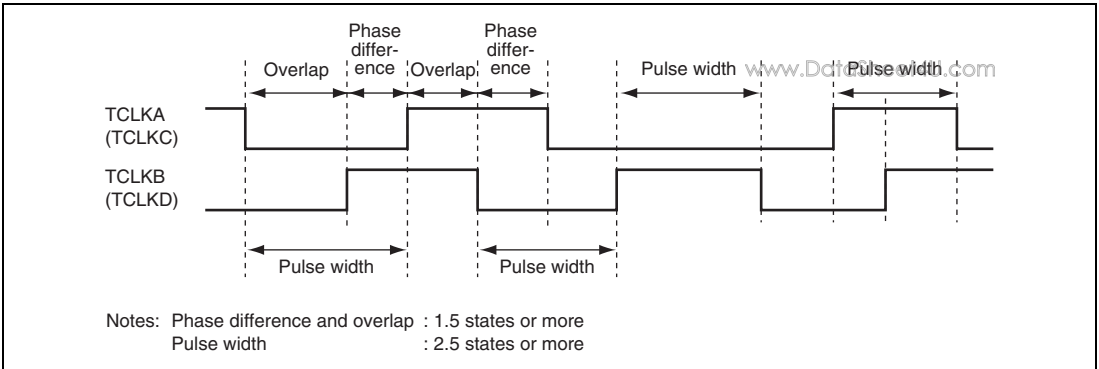 Phase differ- ence
Phase differ- ence
Overlap
Overlap
Pulse width
www.DataSheet4U.com
Pulse width
TCLKA
(TCLKC)
TCLKB
(TCLKD)
Pulse width
Pulse width
Notes: Phase difference and overlap : 1.5 states or more
Pulse width : 2.5 states or more